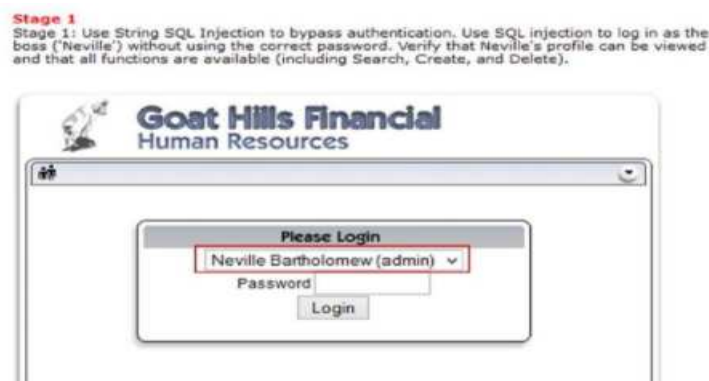 Stage 1
Stage 1: Use String SQL Injection to bypass authentication. Use SQL injection to log in as the
boss ('Neville') without using the correct password. Verify that Neville's profile can be viewed
and that all functions are available (including Search, Create, and Delete).
Goat Hills Financial
Human Resources
Please Login
Neville Bartholomew (admin)
Password
Login